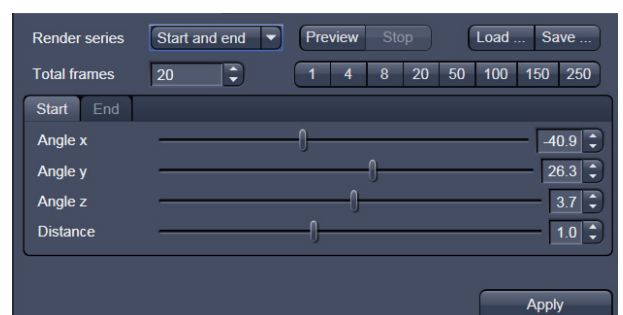 Render series Start and end Preview Stop Load ... Save ...
Total frames 20 1 4 8 20 50 100 150 250
Start End
Angle x -40.9
Angle y 26.3
Angle z 3.7
Distance 1.0
Apply